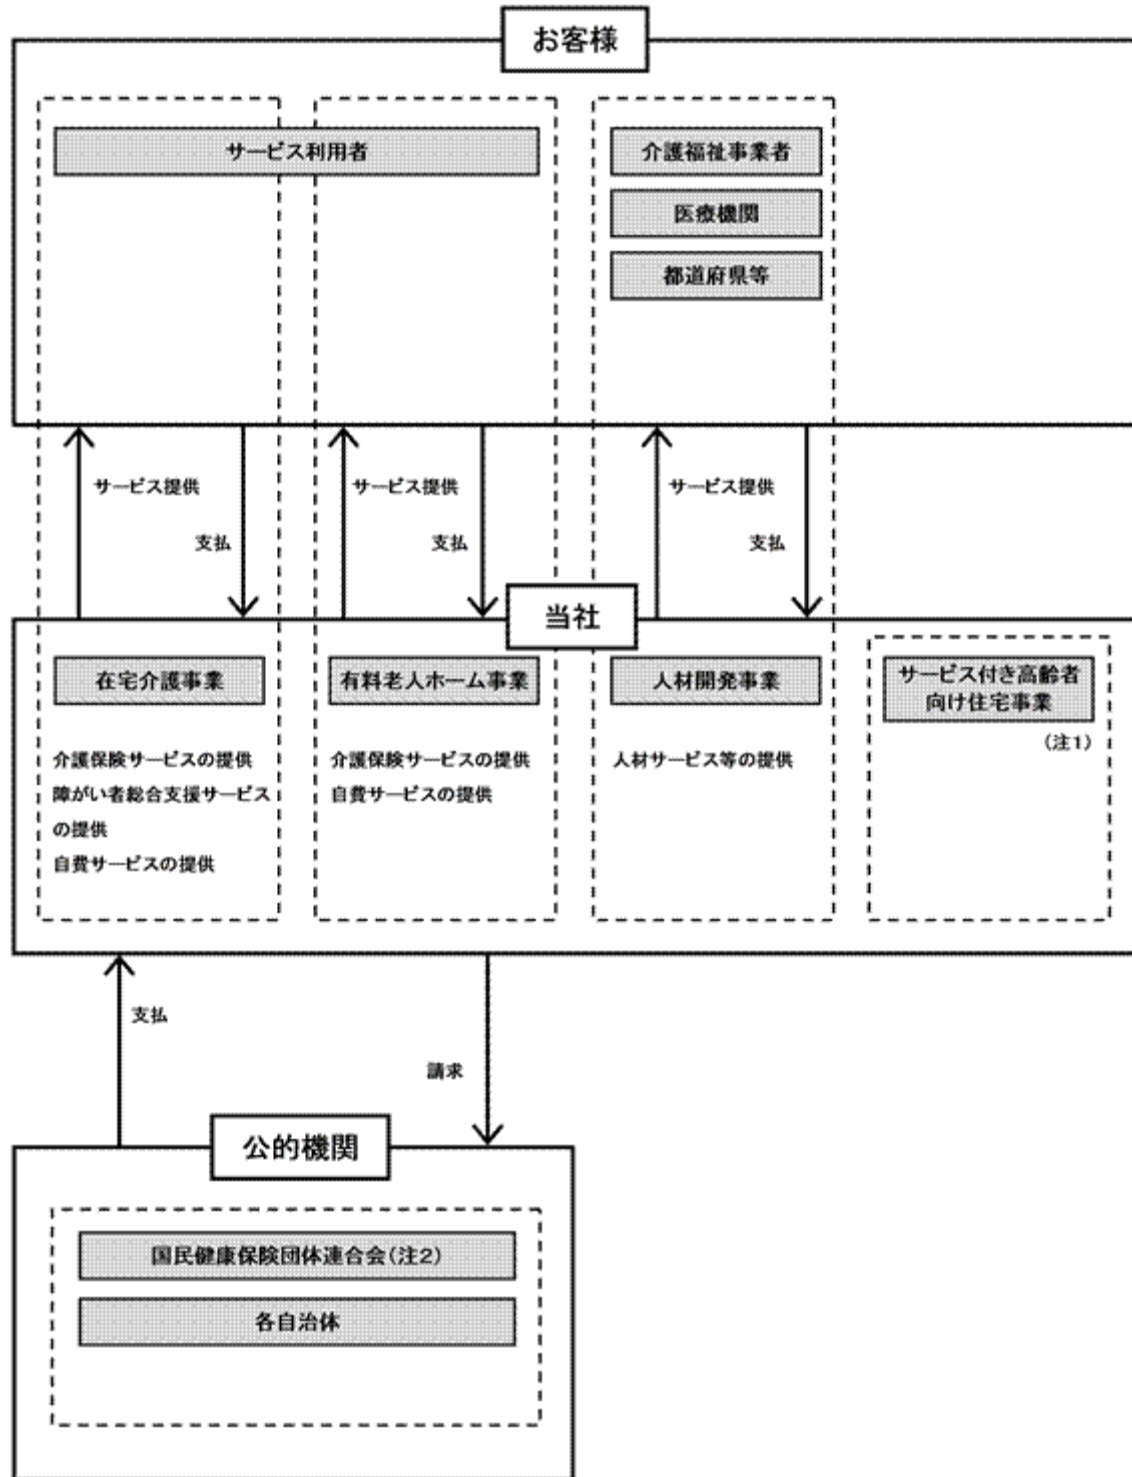 お客様
サービス利用者
介護福祉事業者
医療機関
都道府県等
サービス提供
支払
サービス提供
支払
サービス提供
支払
当社
在宅介護事業
介護保険サービスの提供
障がい者総合支援サービス
の提供
自費サービスの提供
有料老人ホーム事業
介護保険サービスの提供
自費サービスの提供
人材開発事業
人材サービス等の提供
サービス付き高齢者
向け住宅事業
(注1)
支払
請求
公的機関
国民健康保険団体連合会(注2)
各自治体